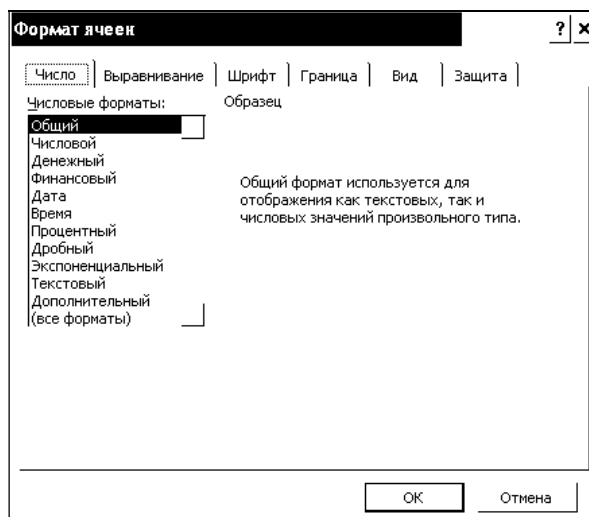 Формат ячеек
Число Выравнивание Шрифт Граница Вид Защита
Числовые форматы: Образец
Общий
Числовой
Денежный
Финансовый
Дата
Время
Процентный
Дробный
Экспоненциальный
Текстовый
Дополнительный
(все форматы)
Общий формат используется для
отображения как текстовых, так и
числовых значений произвольного типа.
OK Отмена